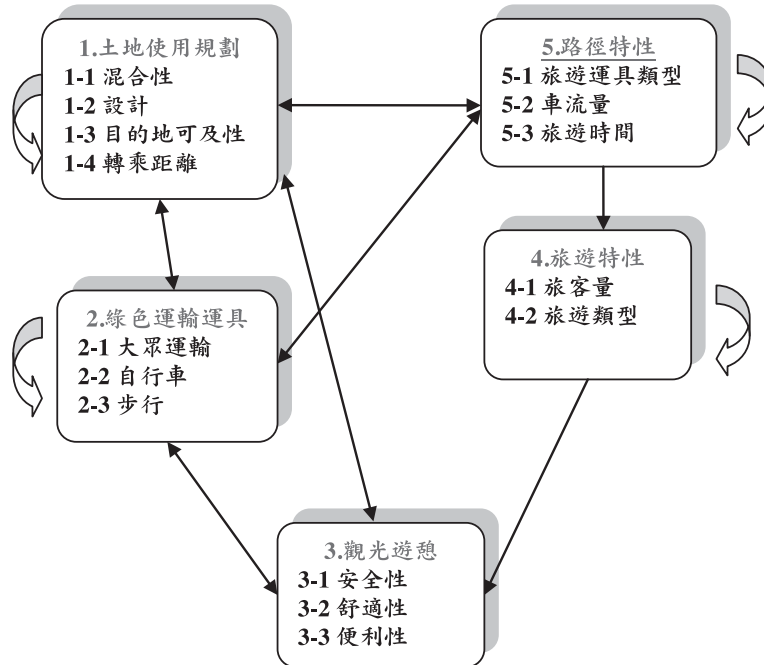 1.土地使用規劃
1-1 混合性
1-2 設計
1-3 目的地可及性
1-4 轉乘距離
5.路徑特性
5-1 旅遊運具類型
5-2 車流量
5-3 旅遊時間
2.綠色運輸運具
2-1 大眾運輸
2-2 自行車
2-3 步行
4.旅遊特性
4-1 旅客量
4-2 旅遊類型
3.觀光遊憩
3-1 安全性
3-2 舒適性
3-3 便利性